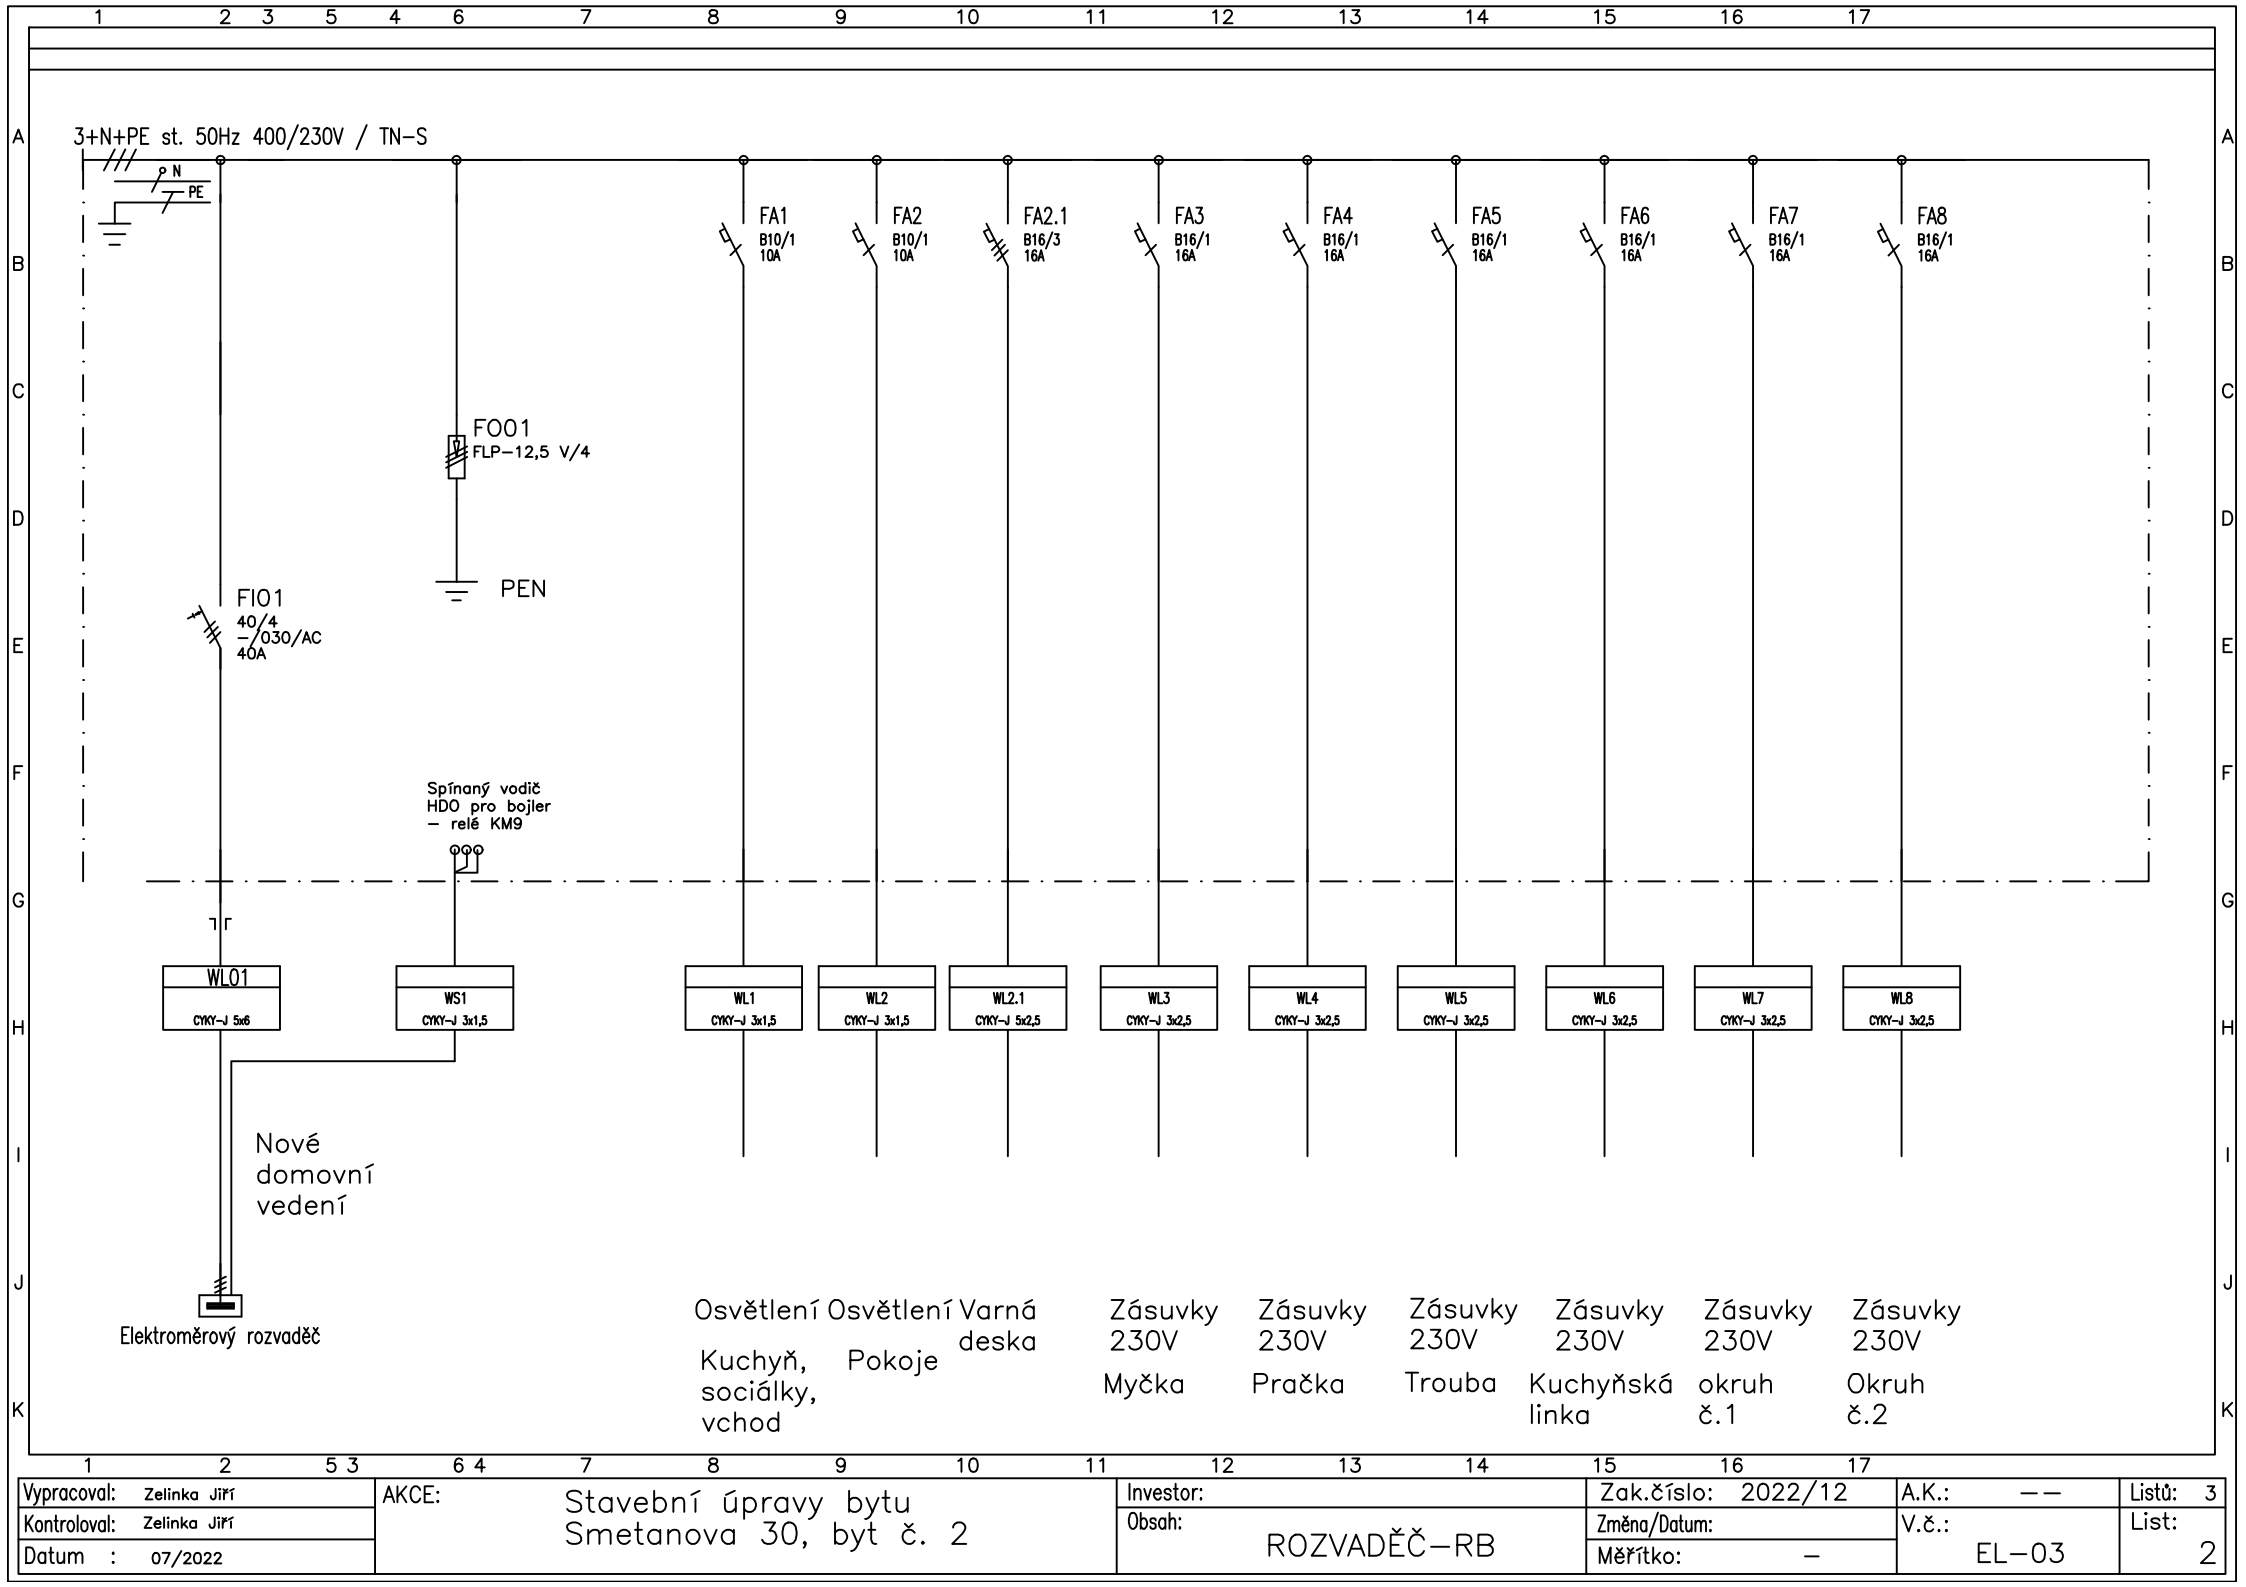 1 2 3 5 4 6 7 8 9 10 11 12 13 14 15 16 17
A A
3+N+PE st. 50Hz 400/230V / TN-S
N
PE
FA1
B10/1
10A
FA2
B10/1
10A
FA2.1
B16/3
16A
FA3
B16/1
16A
FA4
B16/1
16A
FA5
B16/1
16A
FA6
B16/1
16A
FA7
B16/1
16A
FA8
B16/1
16A
B B
C C
FO01
FLP-12,5 V/4
D D
PEN
FI01
40/4
-/030/AC
40A
E E
F F
Spínaný vodič
HDO pro bojler
- relé KM9
G G
WL01
CYKY-J 5x6
WS1
CYKY-J 3x1,5
WL1
CYKY-J 3x1,5
WL2
CYKY-J 3x1,5
WL2.1
CYKY-J 5x2,5
WL3
CYKY-J 3x2,5
WL4
CYKY-J 3x2,5
WL5
CYKY-J 3x2,5
WL6
CYKY-J 3x2,5
WL7
CYKY-J 3x2,5
WL8
CYKY-J 3x2,5
H H
Nové
domovní
vedení
I I
J J
Elektroměrový rozvaděč
Osvětlení
Kuchyň,
sociálky,
vchod
Osvětlení
Pokoje
Varná
deska
Zásuvky
230V
Myčka
Zásuvky
230V
Pračka
Zásuvky
230V
Trouba
Zásuvky
230V
Kuchyňská
linka
Zásuvky
230V
okruh
č.1
Zásuvky
230V
Okruh
č.2
K K
1 2 5 3 6 4 7 8 9 10 11 12 13 14 15 16 17
Vypracoval: Zelinka Jiří
Kontroloval: Zelinka Jiří
Datum : 07/2022
AKCE:
Stavební úpravy bytu
Smetanova 30, byt č. 2
Investor:
Obsah:
ROZVADĚČ-RB
Zak.číslo: 2022/12
Změna/Datum:
Měřítko: -
A.K.: --
V.č.:
EL-03
Listů: 3
List:
2